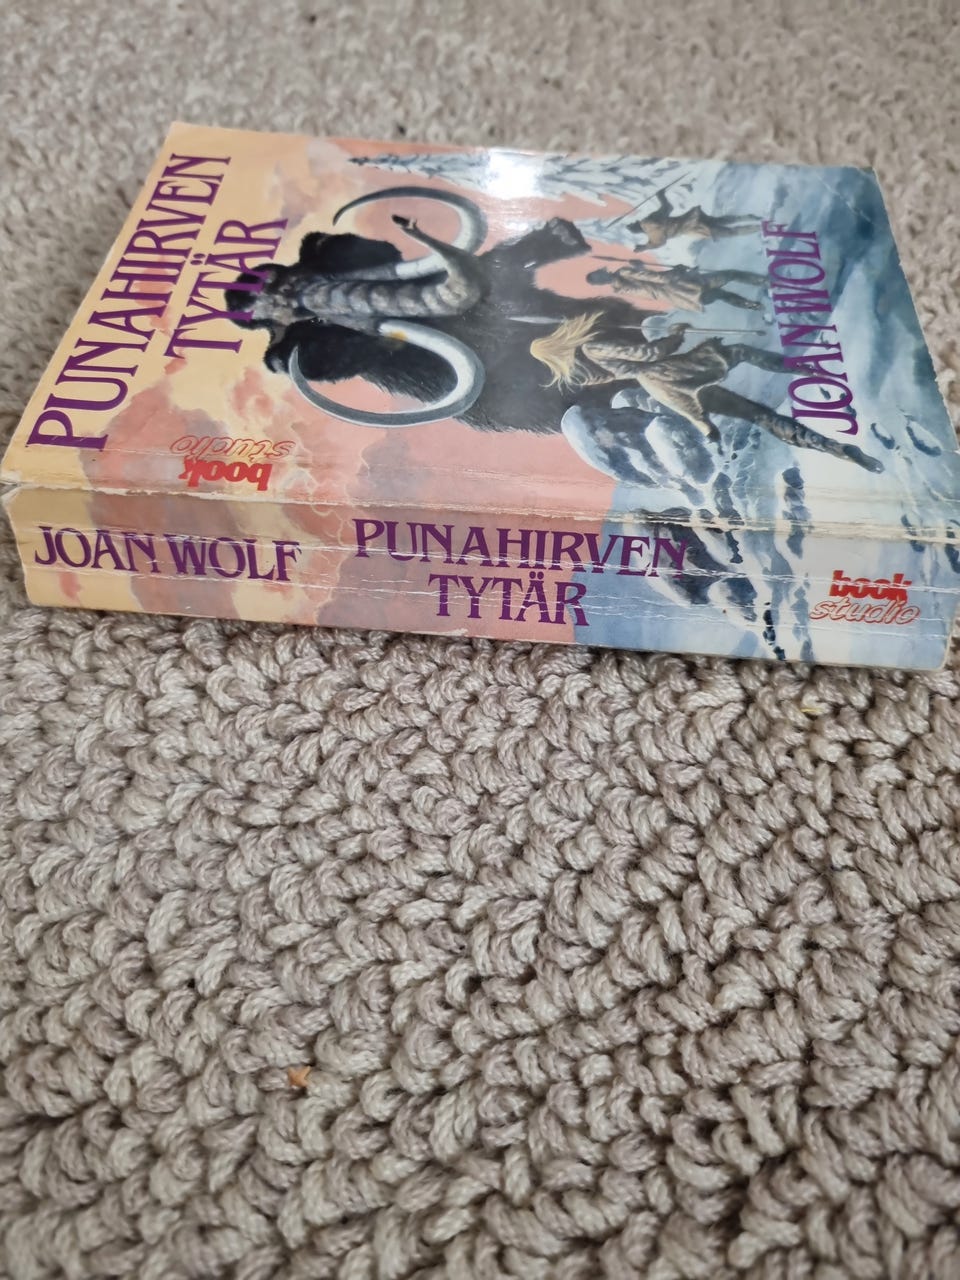 PUNAHIRVEN
TYTÄR
JOAN WOLF
book
studio
JOAN WOLF
PUNAHIRVEN
TYTÄR
book
studio